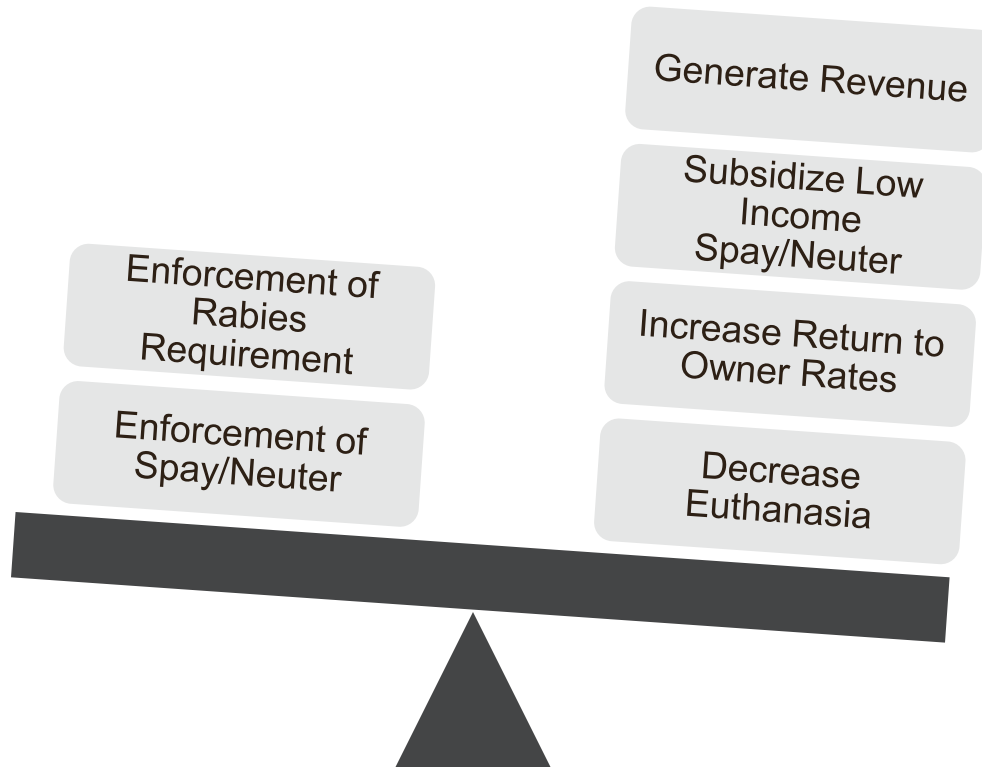 Enforcement of
Rabies
Requirement
Enforcement of
Spay/Neuter
Generate Revenue
Subsidize Low
Income
Spay/Neuter
Increase Return to
Owner Rates
Decrease
Euthanasia